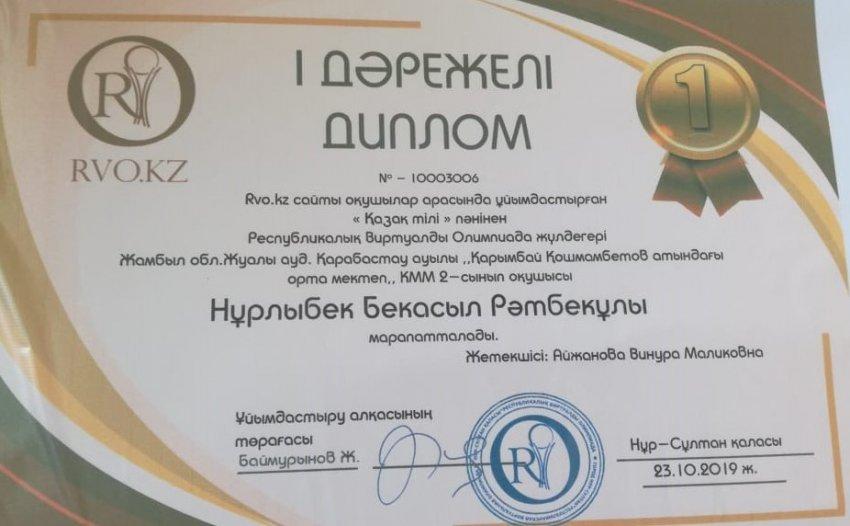 RVO.KZ
І ДӘРЕЖЕЛІ
ДИПЛОМ
1
№ – 10003006
Rvo.kz сайты оқушылар арасында ұйымдастырған
« Қазақ тілі » пәнінен
Республикалық Виртуалды Олимпиада жүлдегері
Жамбыл обл.Жуалы ауд. Қарабастау ауылы ,,Қарымбай Қошмамбетов атындағы
орта мектеп,, КММ 2–сынып оқушысы
Нұрлыбек Бекасыл Рәтбекұлы
марапатталады.
Жетекшісі: Айжанова Винура Маликовна
Ұйымдастыру алқасының
төрағасы
Баймурынов Ж.
R
Нұр–Сұлтан қаласы
23.10.2019 ж.